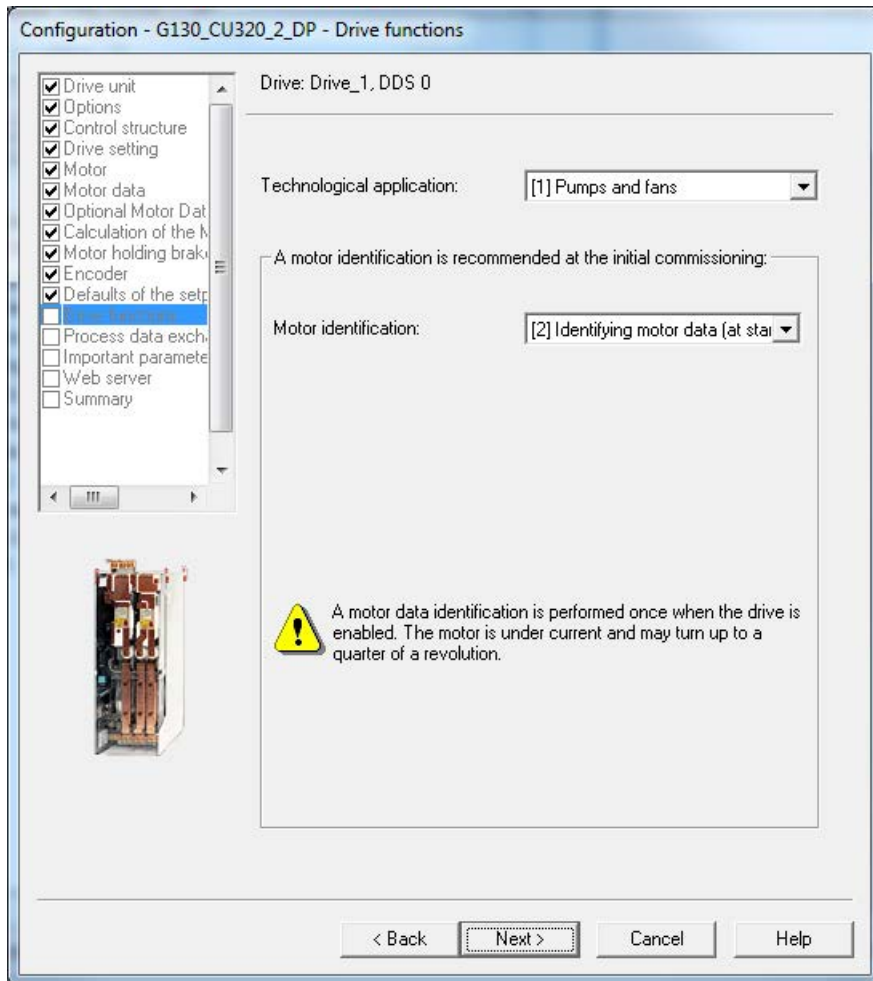 Configuration - G130_CU320_2_DP - Drive functions
Drive unit
Options
Control structure
Drive setting
Motor
Motor data
Optional Motor Dat
Calculation of the M
Motor holding brak
Encoder
Defaults of the setp
Drive functions
Process data exch
Important paramete
Web server
Summary
Drive: Drive_1, DDS 0
Technological application:
[1] Pumps and fans
A motor identification is recommended at the initial commissioning:
Motor identification:
[2] Identifying motor data (at star
A motor data identification is performed once when the drive is
enabled. The motor is under current and may turn up to a
quarter of a revolution.
< Back
Next >
Cancel
Help